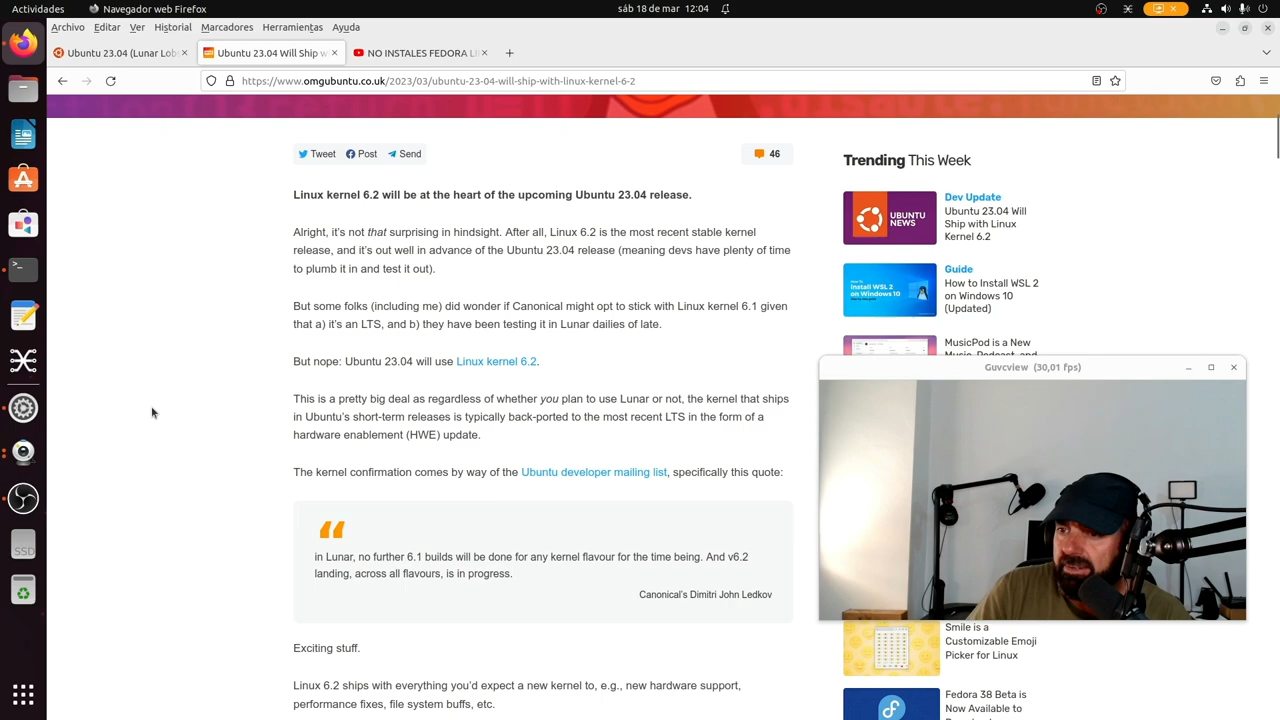 Actividades
Navegador web Firefox
sáb 18 de mar 12:04
Archivo Editar Ver Historial Marcadores Herramientas Ayuda
Ubuntu 23.04 (Lunar Lob
Ubuntu 23.04 Will Ship w
NO INSTALES FEDORA LI
https://www.omgubuntu.co.uk/2023/03/ubuntu-23-04-will-ship-with-linux-kernel-6-2
Tweet Post Send
46
Linux kernel 6.2 will be at the heart of the upcoming Ubuntu 23.04 release.
Alright, it's not that surprising in hindsight. After all, Linux 6.2 is the most recent stable kernel
release, and it's out well in advance of the Ubuntu 23.04 release (meaning devs have plenty of time
to plumb it in and test it out).
But some folks (including me) did wonder if Canonical might opt to stick with Linux kernel 6.1 given
that a) it's an LTS, and b) they have been testing it in Lunar dailies of late.
But nope: Ubuntu 23.04 will use Linux kernel 6.2.
This is a pretty big deal as regardless of whether you plan to use Lunar or not, the kernel that ships
in Ubuntu's short-term releases is typically back-ported to the most recent LTS in the form of a
hardware enablement (HWE) update.
The kernel confirmation comes by way of the Ubuntu developer mailing list, specifically this quote:
“
in Lunar, no further 6.1 builds will be done for any kernel flavour for the time being. And v6.2
landing, across all flavours, is in progress.
Canonical's Dimitri John Ledkov
Exciting stuff.
Linux 6.2 ships with everything you'd expect a new kernel to, e.g., new hardware support,
performance fixes, file system buffs, etc.
Trending This Week
UBUNTU
NEWS
Dev Update
Ubuntu 23.04 Will
Ship with Linux
Kernel 6.2
Install WSL 2
on Windows 10
Guide
How to Install WSL 2
on Windows 10
(Updated)
MusicPod is a New
Music, Podcast, and
Guvcview (30,01 fps)
Smile is a
Customizable Emoji
Picker for Linux
Fedora 38 Beta is
Now Available to
SSD